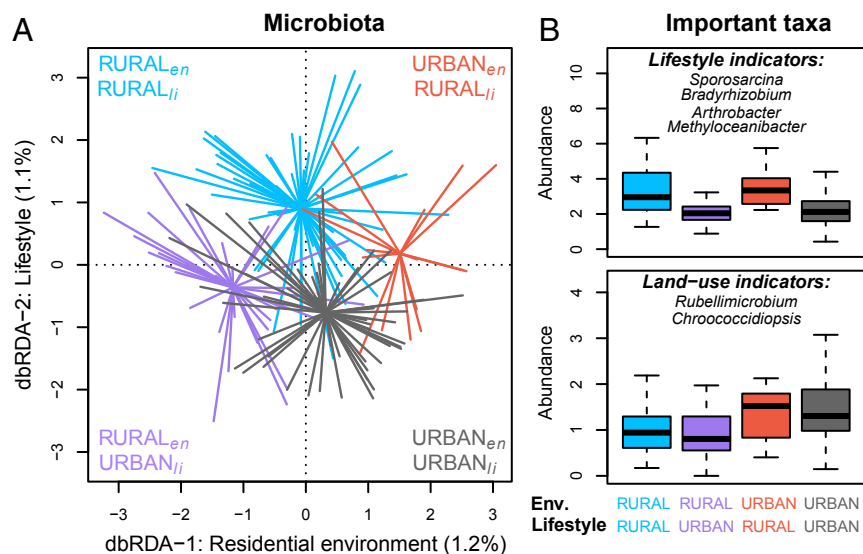 A
Microbiota
RURALen
RURALli
URBANen
RURALli
RURALen
URBANli
URBANen
URBANli
dbRDA−2: Lifestyle (1.1%)
3
2
1
0
−1
−2
−3
−3 −2 −1 0 1 2 3
dbRDA−1: Residential environment (1.2%)
B
Important taxa
Lifestyle indicators:
Sporosarcina
Bradyrhizobium
Arthrobacter
Methyloceanibacter
Abundance
10
8
6
4
2
0
Land−use indicators:
Rubellimicrobium
Chroococcidiopsis
Abundance
4
3
2
1
0
Env. RURAL RURAL URBAN URBAN
Lifestyle RURAL URBAN RURAL URBAN